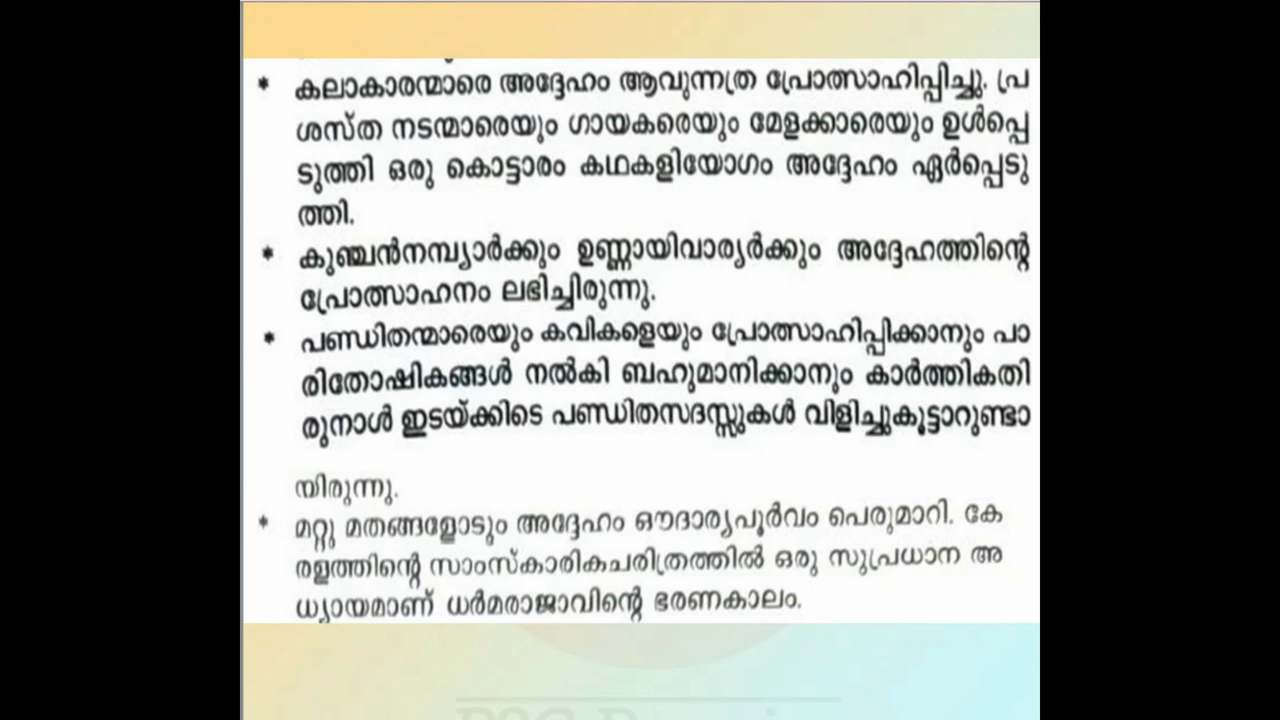 * കലാകാരന്മാരെ അദ്ദേഹം ആവുന്നത്ര പ്രോത്സാഹിപ്പിച്ചു. പ്ര
ശസ്ത നടന്മാരെയും ഗായകരെയും മേളക്കാരെയും ഉൾപ്പെ
ടുത്തി ഒരു കൊട്ടാരം കഥകളിയോഗം അദ്ദേഹം ഏർപ്പെടു
ത്തി.
* കുഞ്ചൻനമ്പ്യാർക്കും ഉണ്ണായിവാര്യർക്കും അദ്ദേഹത്തിന്റെ
പ്രോത്സാഹനം ലഭിച്ചിരുന്നു.
* പണ്ഡിതന്മാരെയും കവികളെയും പ്രോത്സാഹിപ്പിക്കാനും പാ
രിതോഷികങ്ങൾ നൽകി ബഹുമാനിക്കാനും കാർത്തികതി
രുനാൾ ഇടയ്ക്കിടെ പണ്ഡിതസദസ്സുകൾ വിളിച്ചുകൂട്ടാറുണ്ടാ
യിരുന്നു.
* മറ്റു മതങ്ങളോടും അദ്ദേഹം ഔദാര്യപൂർവം പെരുമാറി. കേ
രളത്തിന്റെ സാംസ്കാരികചരിത്രത്തിൽ ഒരു സുപ്രധാന അ
ധ്യായമാണ് ധർമരാജാവിന്റെ ഭരണകാലം.